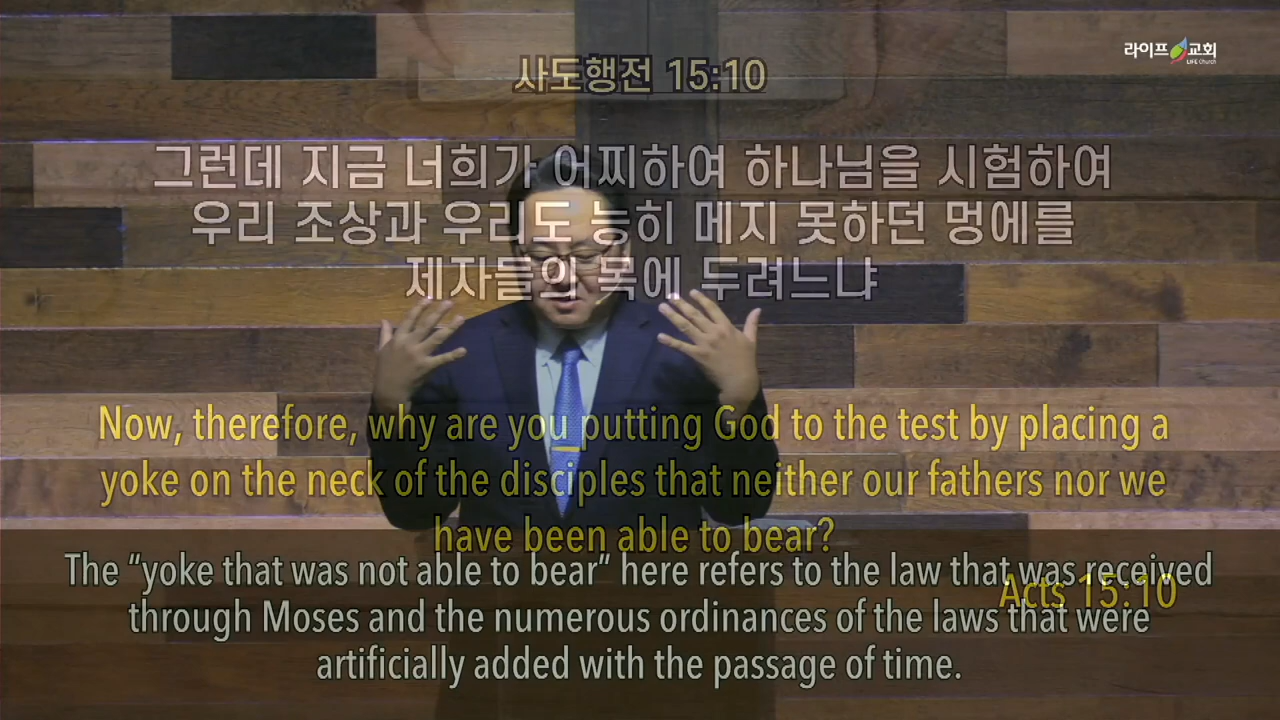 라이프 교회
LIFE Church
사도행전 15:10
그런데 지금 너희가 어찌하여 하나님을 시험하여
우리 조상과 우리도 능히 메지 못하던 멍에를
제자들의 목에 두려느냐
Now, therefore, why are you putting God to the test by placing a
yoke on the neck of the disciples that neither our fathers nor we
have been able to bear?
Acts 15:10
The “yoke that was not able to bear” here refers to the law that was received
through Moses and the numerous ordinances of the laws that were
artificially added with the passage of time.